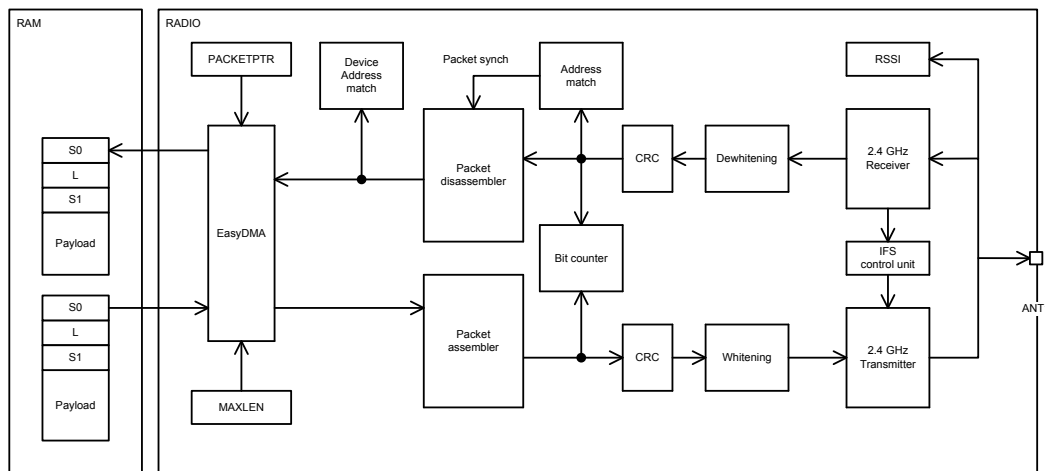 RAM
RADIO
PACKETPTR
Device
Address
match
Packet synch
Address
match
RSSI
S0
L
S1
Payload
EasyDMA
Packet
disassembler
CRC
Dewhitening
2.4 GHz
Receiver
Bit counter
IFS
control unit
ANT
S0
L
S1
Payload
Packet
assembler
CRC
Whitening
2.4 GHz
Transmitter
MAXLEN